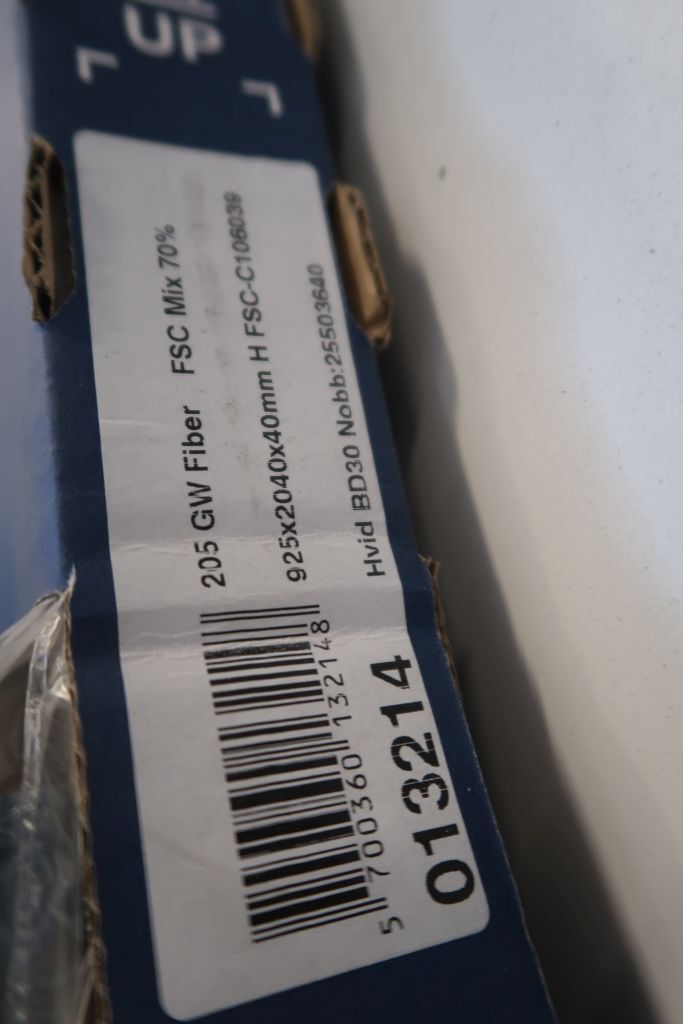 UP
205 GW Fiber FSC Mix 70%
925x2040x40mm H FSC-C106039
Hvid BD30 Nobb:25503640
5 700360 132148
013214